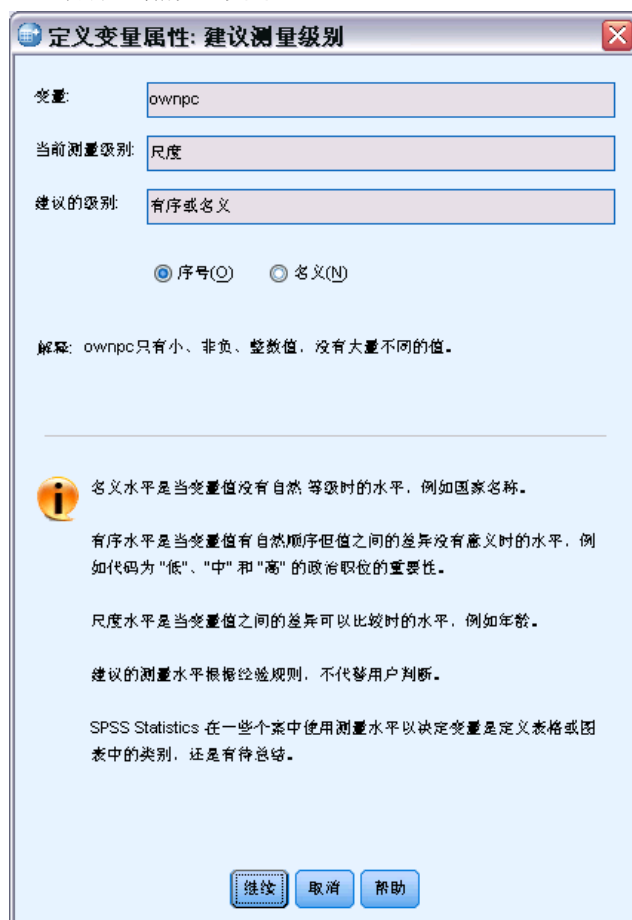 定义变量属性: 建议测量级别
变量:
ownpc
当前测量级别:
尺度
建议的级别:
有序或名义
序号(O)
名义(N)
解释: ownpc只有小、非负、整数值，没有大量不同的值。
名义水平是当变量值没有自然 等级时的水平，例如国家名称。
有序水平是当变量值有自然顺序但值之间的差异没有意义时的水平，例
如代码为 "低"、"中" 和 "高" 的政治职位的重要性。
尺度水平是当变量值之间的差异可以比较时的水平，例如年龄。
建议的测量水平根据经验规则，不代替用户判断。
SPSS Statistics 在一些个案中使用测量水平以决定变量是定义表格或图
表中的类别，还是有待总结。
继续
取消
帮助